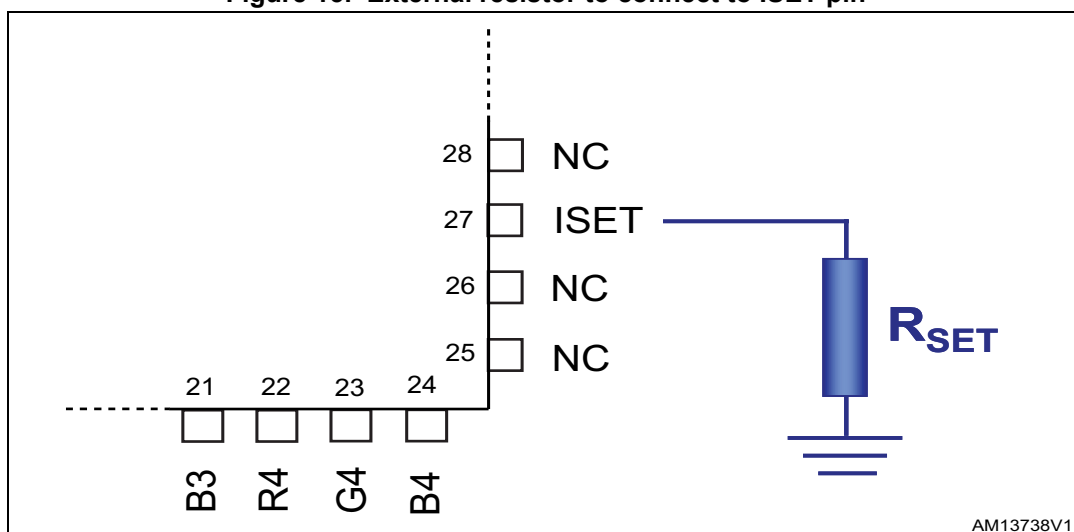 Figure 10. External resistor to connect to ISET pin
28 NC
27 ISET
26 NC
25 NC
RSET
21 22 23 24
B3 R4 G4 B4
AM13738V1